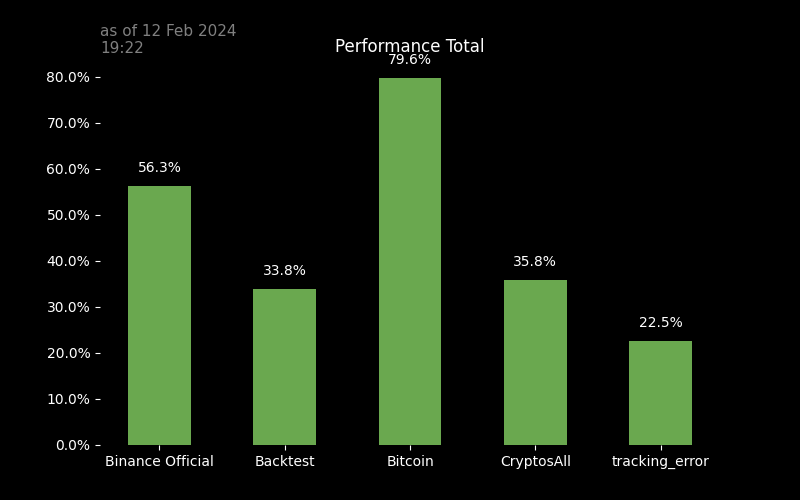 as of 12 Feb 2024
19:22
Performance Total
79.6%
80.0%
70.0%
60.0%
56.3%
50.0%
40.0%
33.8%
35.8%
30.0%
22.5%
20.0%
10.0%
0.0%
Binance Official
Backtest
Bitcoin
CryptosAll
tracking_error